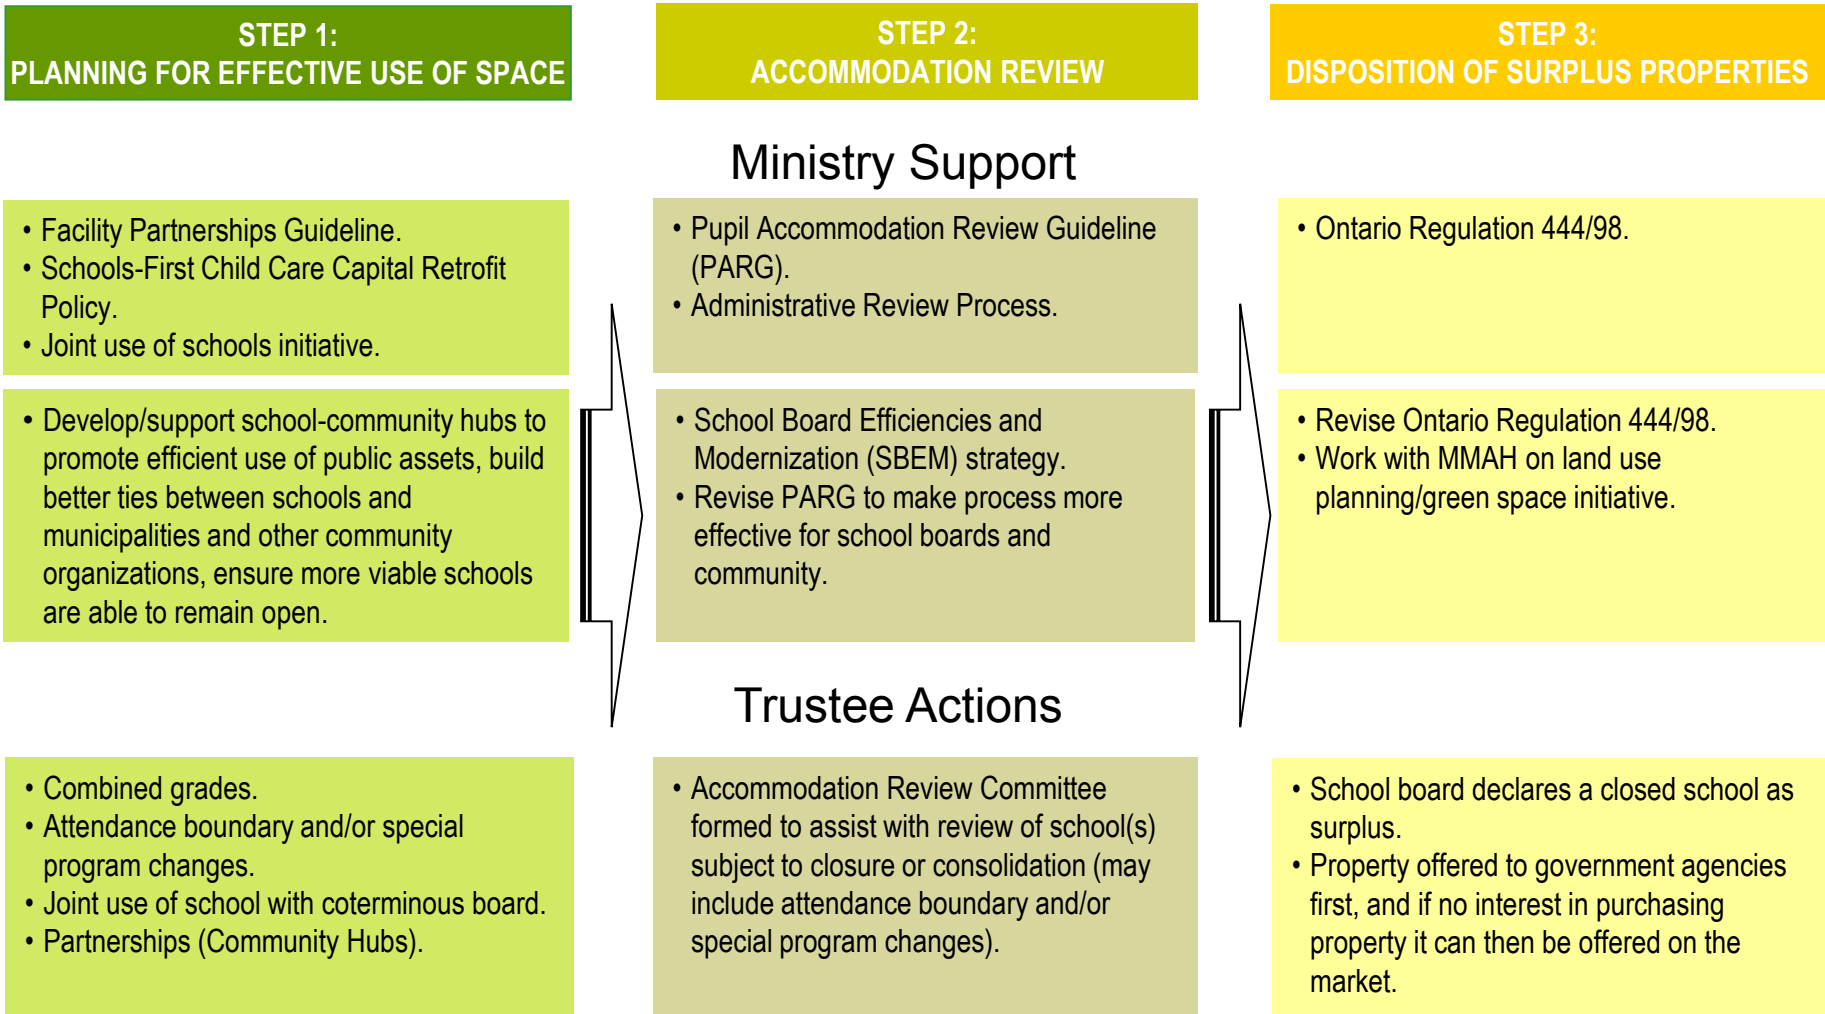 STEP 1:
PLANNING FOR EFFECTIVE USE OF SPACE
STEP 2:
ACCOMMODATION REVIEW
STEP 3:
DISPOSITION OF SURPLUS PROPERTIES
Ministry Support
• Facility Partnerships Guideline.
• Schools-First Child Care Capital Retrofit
Policy.
• Joint use of schools initiative.
• Pupil Accommodation Review Guideline
(PARG).
• Administrative Review Process.
• Ontario Regulation 444/98.
• Develop/support school-community hubs to
promote efficient use of public assets, build
better ties between schools and
municipalities and other community
organizations, ensure more viable schools
are able to remain open.
• School Board Efficiencies and
Modernization (SBEM) strategy.
• Revise PARG to make process more
effective for school boards and
community.
• Revise Ontario Regulation 444/98.
• Work with MMAH on land use
planning/green space initiative.
Trustee Actions
• Combined grades.
• Attendance boundary and/or special
program changes.
• Joint use of school with coterminous board.
• Partnerships (Community Hubs).
• Accommodation Review Committee
formed to assist with review of school(s)
subject to closure or consolidation (may
include attendance boundary and/or
special program changes).
• School board declares a closed school as
surplus.
• Property offered to government agencies
first, and if no interest in purchasing
property it can then be offered on the
market.